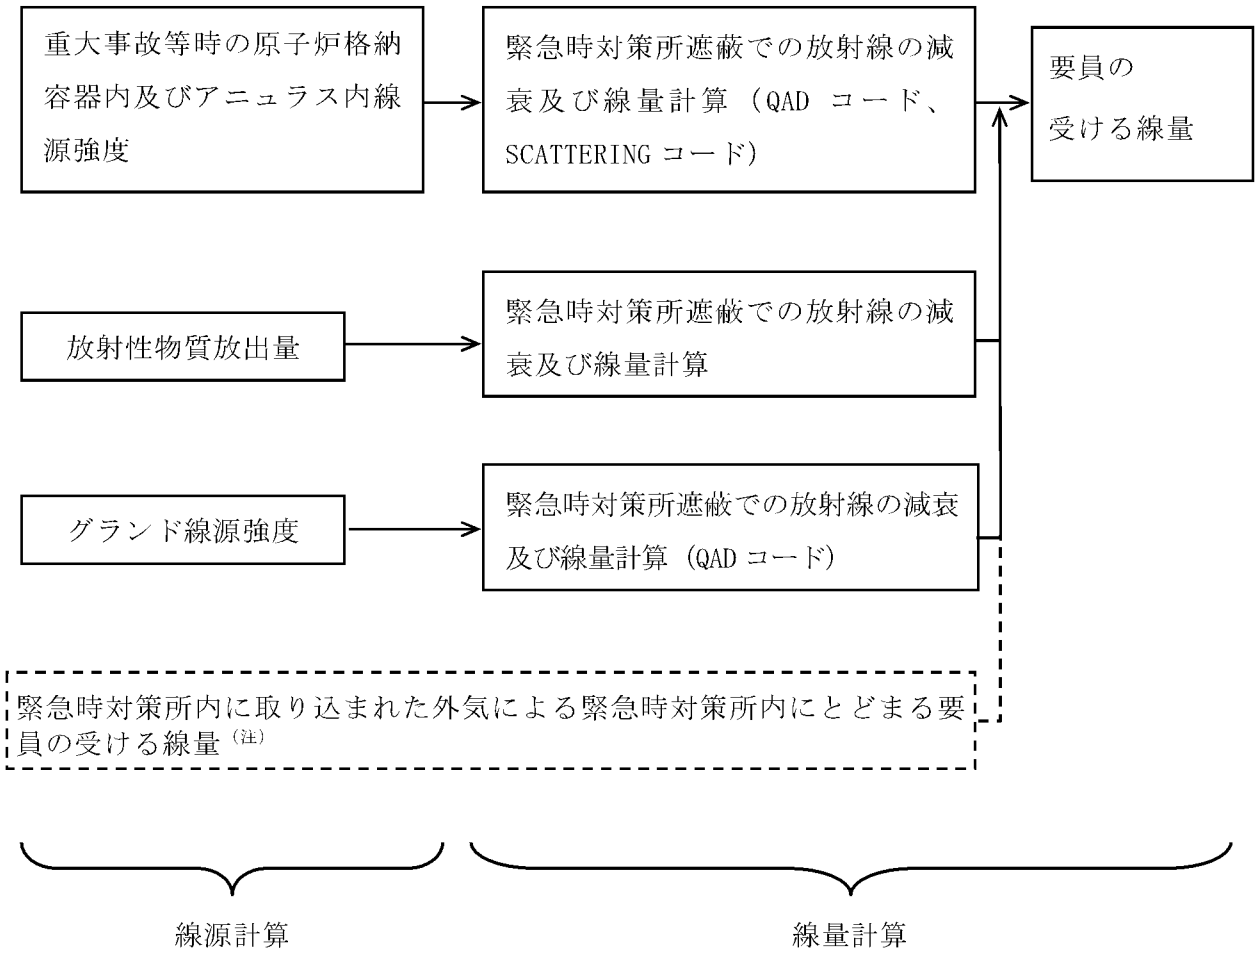 重大事故等時の原子炉格納
容器内及びアニュラス内線
源強度
緊急時対策所遮蔽での放射線の減
衰及び線量計算（QAD コード、
SCATTERING コード）
要員の
受ける線量
放射性物質放出量
緊急時対策所遮蔽での放射線の減
衰及び線量計算
グランド線源強度
緊急時対策所遮蔽での放射線の減衰
及び線量計算（QAD コード）
緊急時対策所内に取り込まれた外気による緊急時対策所内にとどまる要
員の受ける線量（注）
線源計算
線量計算